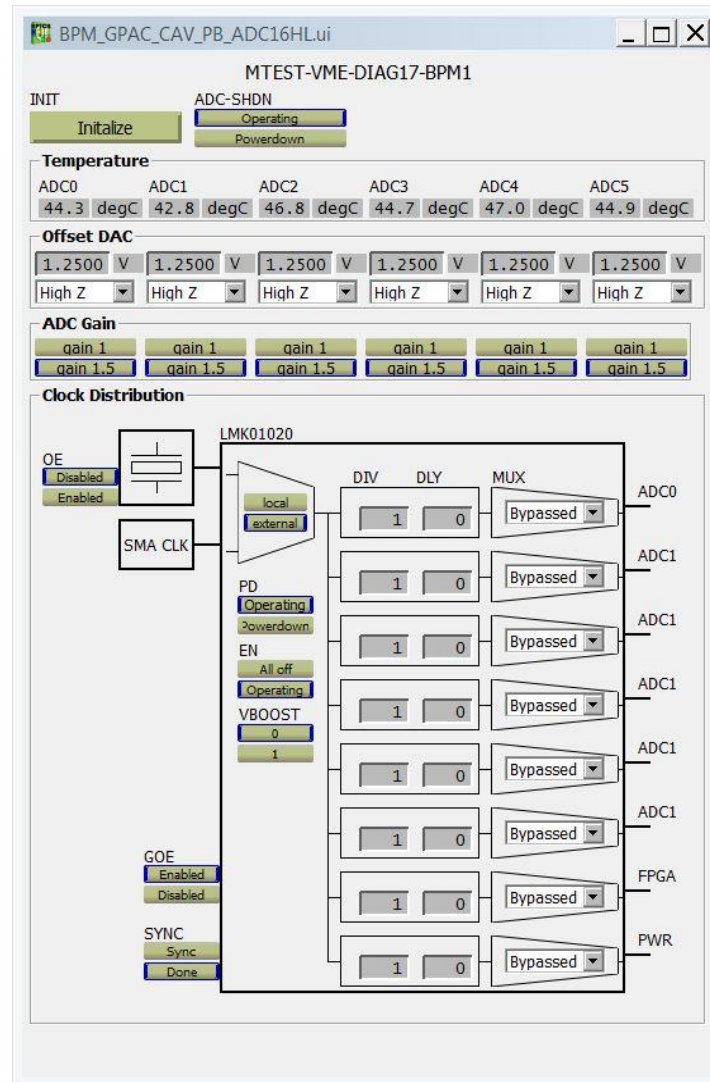 BPM_GPAC_CAV_PB_ADC16HL.ui
MTEST-VME-DIAG17-BPM1
INIT ADC-SHDN
Initalize Operating
Powerdown
Temperature
ADC0 ADC1 ADC2 ADC3 ADC4 ADC5
44.3 degC 42.8 degC 46.8 degC 44.7 degC 47.0 degC 44.9 degC
Offset DAC
1.2500 V 1.2500 V 1.2500 V 1.2500 V 1.2500 V 1.2500 V
High Z High Z High Z High Z High Z High Z
ADC Gain
gain 1 gain 1 gain 1 gain 1 gain 1 gain 1
gain 1.5 gain 1.5 gain 1.5 gain 1.5 gain 1.5 gain 1.5
Clock Distribution
LMK01020
OE
Disabled
Enabled
SMA CLK
local
external
DIV DLY MUX
1 0 Bypassed ADC0
1 0 Bypassed ADC1
1 0 Bypassed ADC1
1 0 Bypassed ADC1
1 0 Bypassed ADC1
1 0 Bypassed ADC1
1 0 Bypassed FPGA
1 0 Bypassed PWR
PD
Operating
Powerdown
EN
All off
Operating
VBOOST
0
1
GOE
Enabled
Disabled
SYNC
Sync
Done